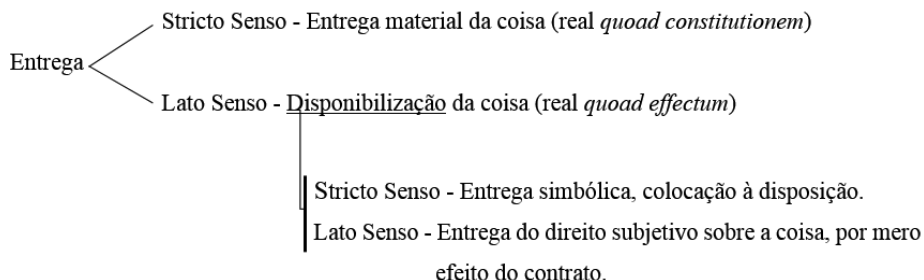 Stricto Senso - Entrega material da coisa (real quoad constitutionem)
Entrega
Lato Senso - Disponibilização da coisa (real quoad effectum)
Stricto Senso - Entrega simbólica, colocação à disposição.
Lato Senso - Entrega do direito subjetivo sobre a coisa, por mero
efeito do contrato.